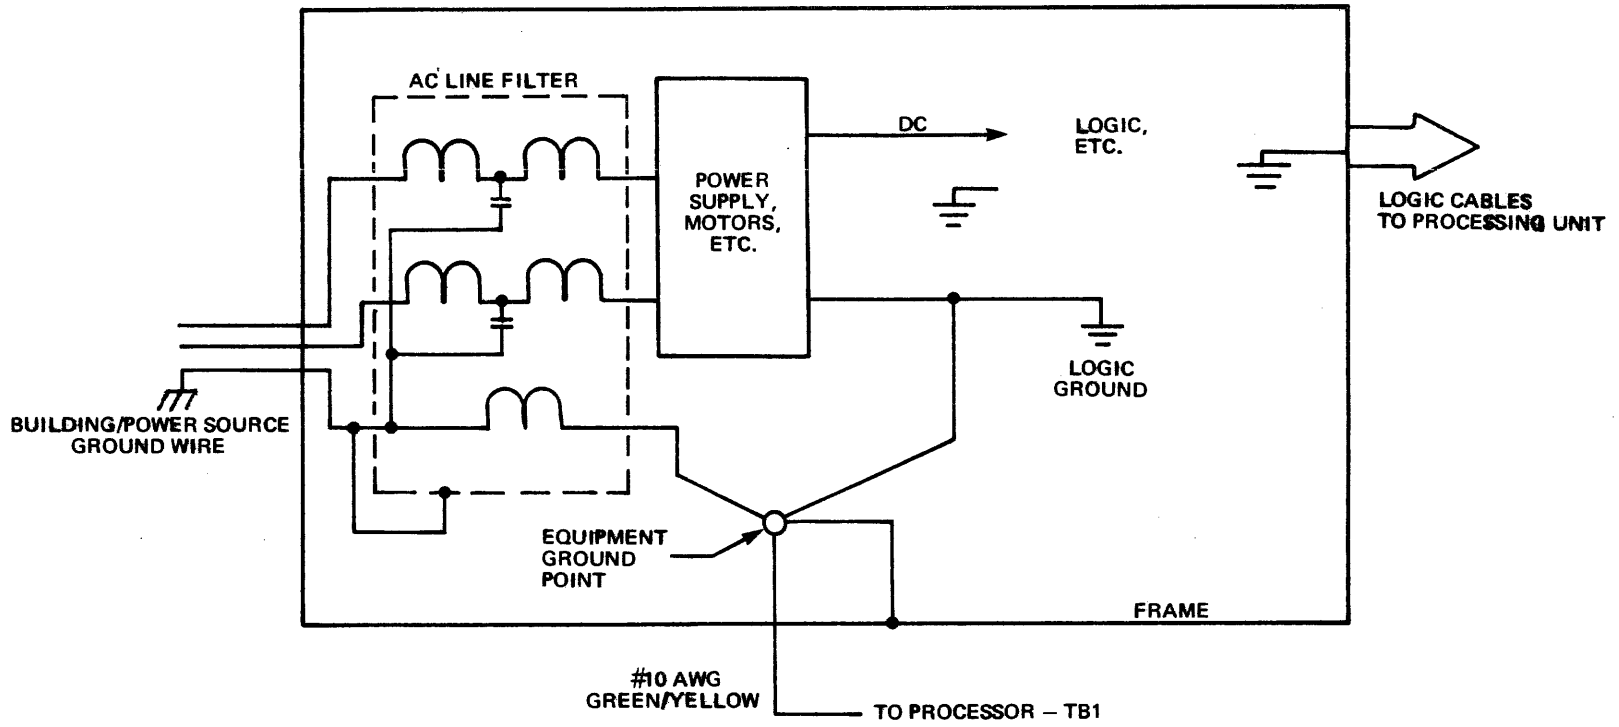 AC LINE FILTER
POWER
SUPPLY,
MOTORS,
ETC.
DC
LOGIC,
ETC.
LOGIC CABLES
TO PROCESSING UNIT
BUILDING/POWER SOURCE
GROUND WIRE
LOGIC
GROUND
EQUIPMENT
GROUND
POINT
FRAME
#10 AWG
GREEN/YELLOW
TO PROCESSOR – TB1